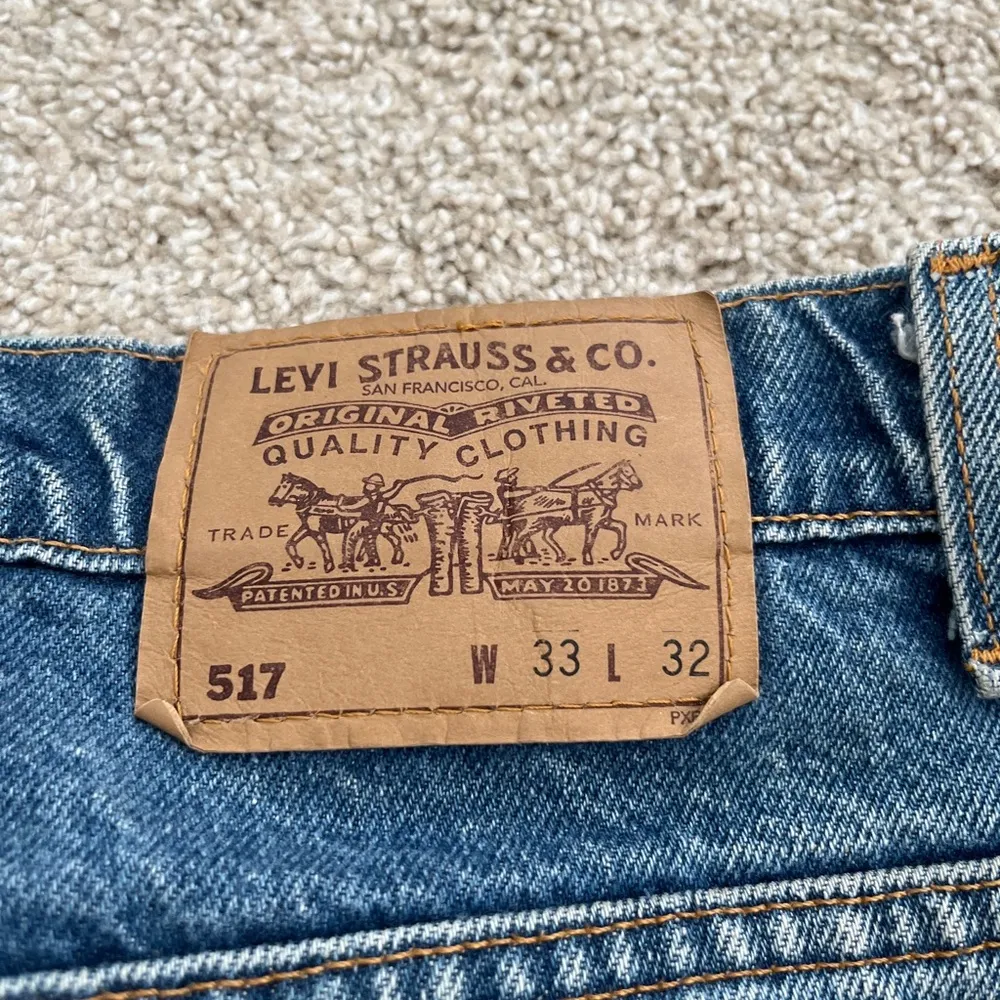 LEVI STRAUSS & CO.
SAN FRANCISCO, CAL.
ORIGINAL RIVETED
QUALITY CLOTHING
TRADE MARK
PATENTED IN U.S. MAY 20 1873
517 W 33 L 32